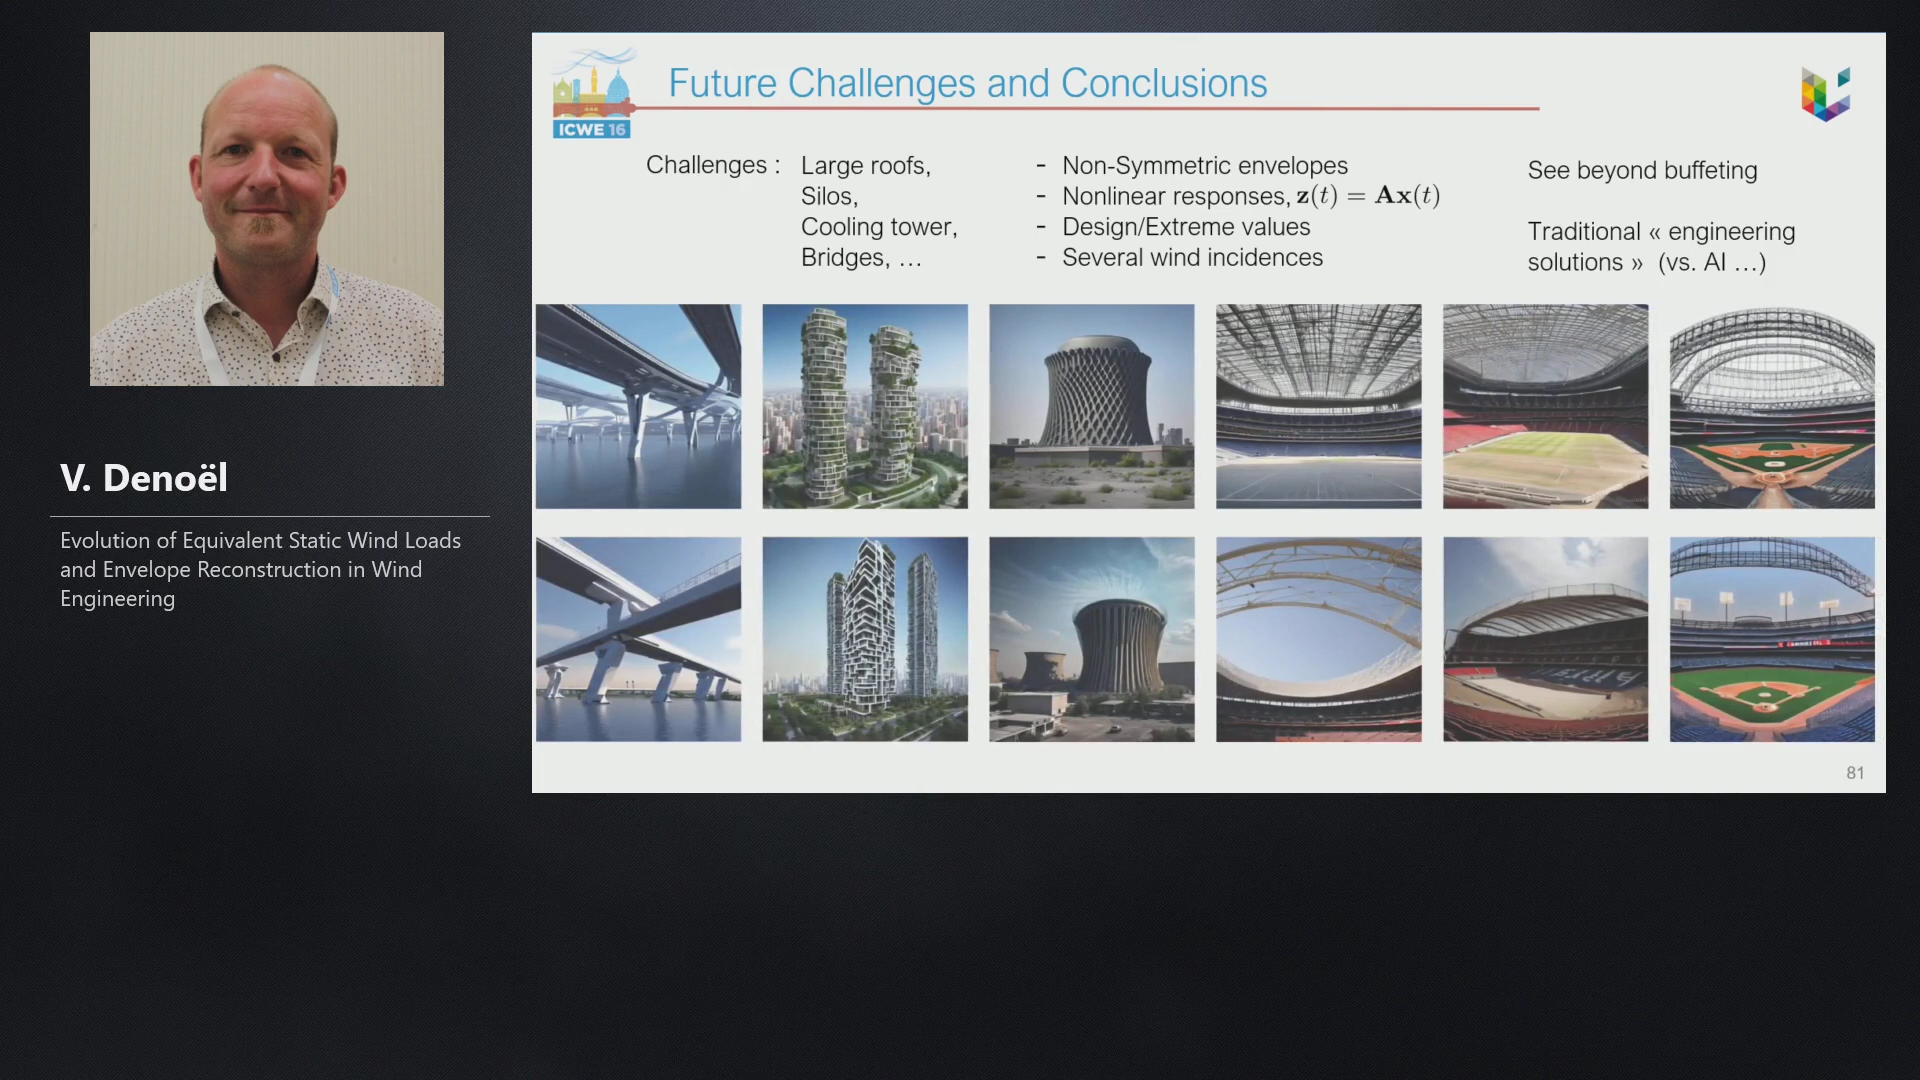 V. Denoël
Evolution of Equivalent Static Wind Loads
and Envelope Reconstruction in Wind
Engineering
ICWE 16
Future Challenges and Conclusions
Challenges :
Large roofs,
Silos,
Cooling tower,
Bridges, …
- Non-Symmetric envelopes
- Nonlinear responses, z(t) = Ax(t)
- Design/Extreme values
- Several wind incidences
See beyond buffeting
Traditional « engineering
solutions » (vs. AI …)
81